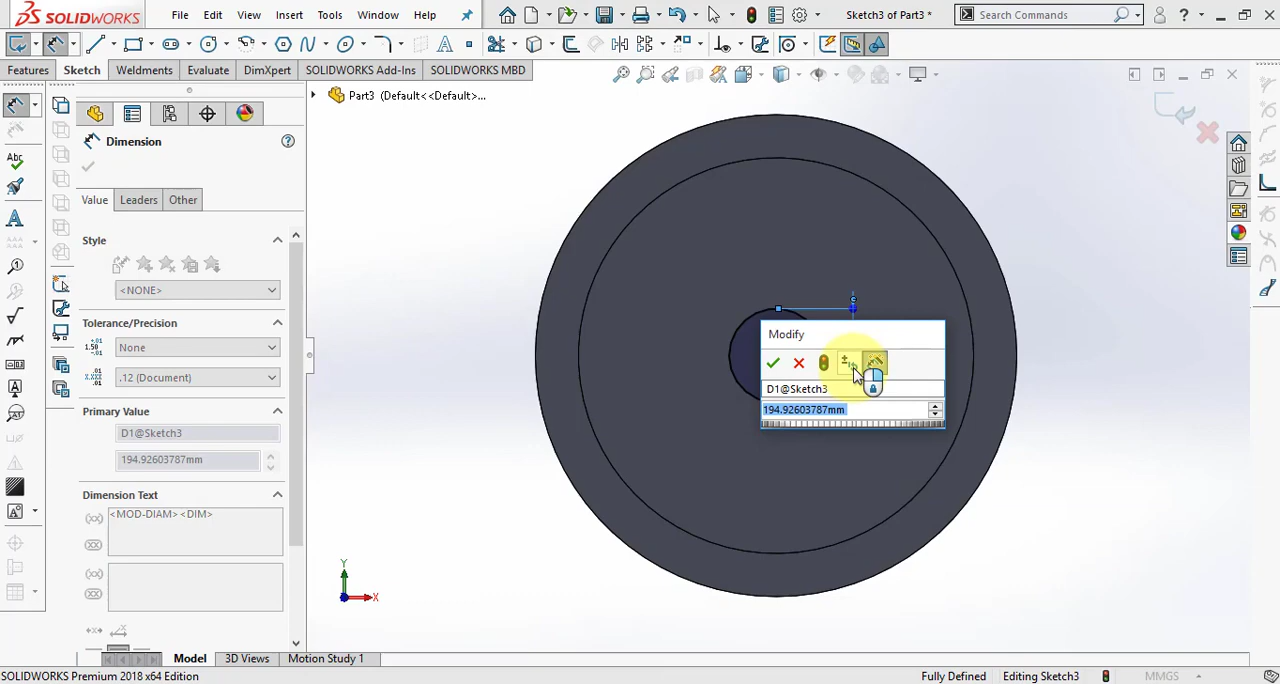 DS SOLIDWORKS
File Edit View Insert Tools Window Help
Sketch3 of Part3 *
Search Commands
Features Sketch Weldments Evaluate DimXpert SOLIDWORKS Add-Ins SOLIDWORKS MBD
Part3 (Default<<Default>...
Dimension
Value Leaders Other
Style
<NONE>
Tolerance/Precision
None
.12 (Document)
Primary Value
D1@Sketch3
194.92603787mm
Dimension Text
<MOD-DIAM><DIM>
Modify
D1@Sketch3
194.92603787mm
Y
X
Model 3D Views Motion Study 1
SOLIDWORKS Premium 2018 x64 Edition
Fully Defined Editing Sketch3 MMGS